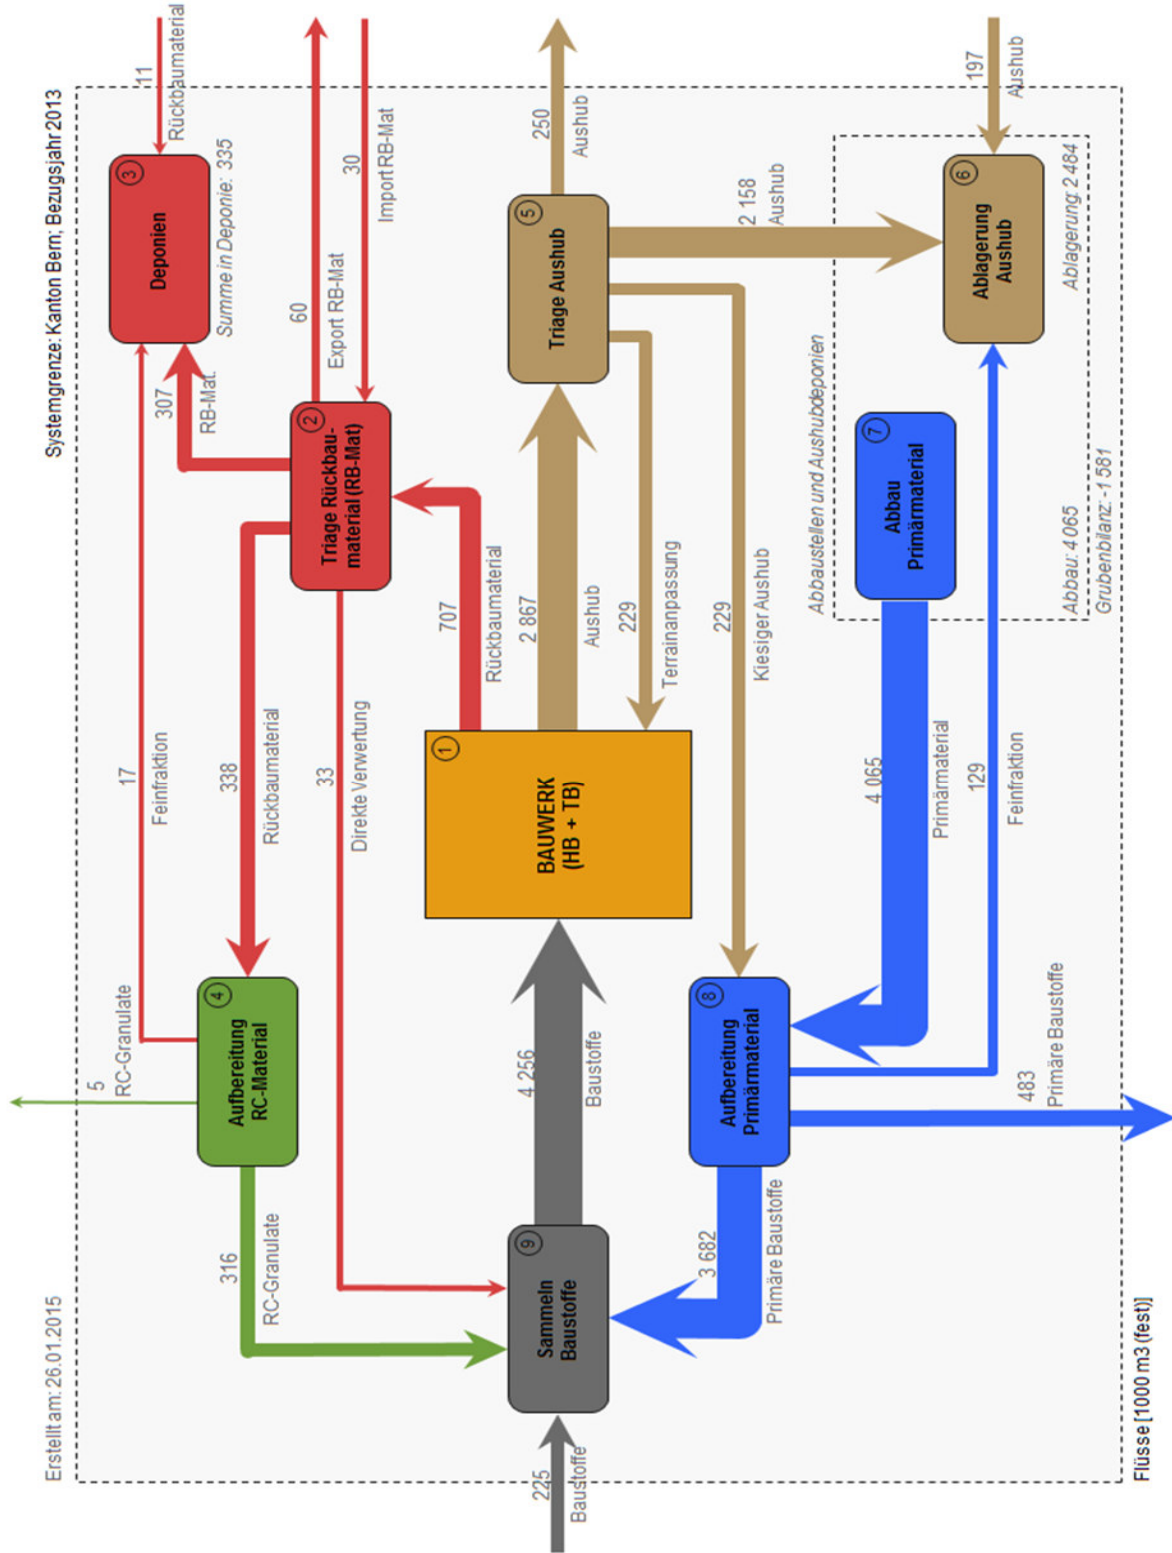 Erstellt am: 26.01.2015
Systemgrenze: Kanton Bern; Bezugsjahr 2013
5
RC-Granulate
17
Feinfraktion
11
Rückbaumaterial
3
Deponien
Summe in Deponie: 335
307
RB-Mat.
4
Aufbereitung
RC-Material
338
Rückbaumaterial
316
RC-Granulate
33
Direkte Verwertung
2
Triage Rückbau-
material (RB-Mat)
60
Export RB-Mat
30
Import RB-Mat
707
Rückbaumaterial
225
Baustoffe
9
Sammeln
Baustoffe
4 256
Baustoffe
1
BAUWERK
(HB + TB)
2 867
Aushub
5
Triage Aushub
250
Aushub
229
Terrainanpassung
229
Kiesiger Aushub
2 158
Aushub
3 682
Primäre Baustoffe
8
Aufbereitung
Primärmaterial
4 065
Primärmaterial
Abbaustellen und Aushubdeponien
7
Abbau
Primärmaterial
6
Ablagerung
Aushub
197
Aushub
129
Feinfraktion
Abbau: 4 065
Ablagerung: 2 484
Grubenbilanz: -1 581
483
Primäre Baustoffe
Flüsse [1000 m3 (fest)]